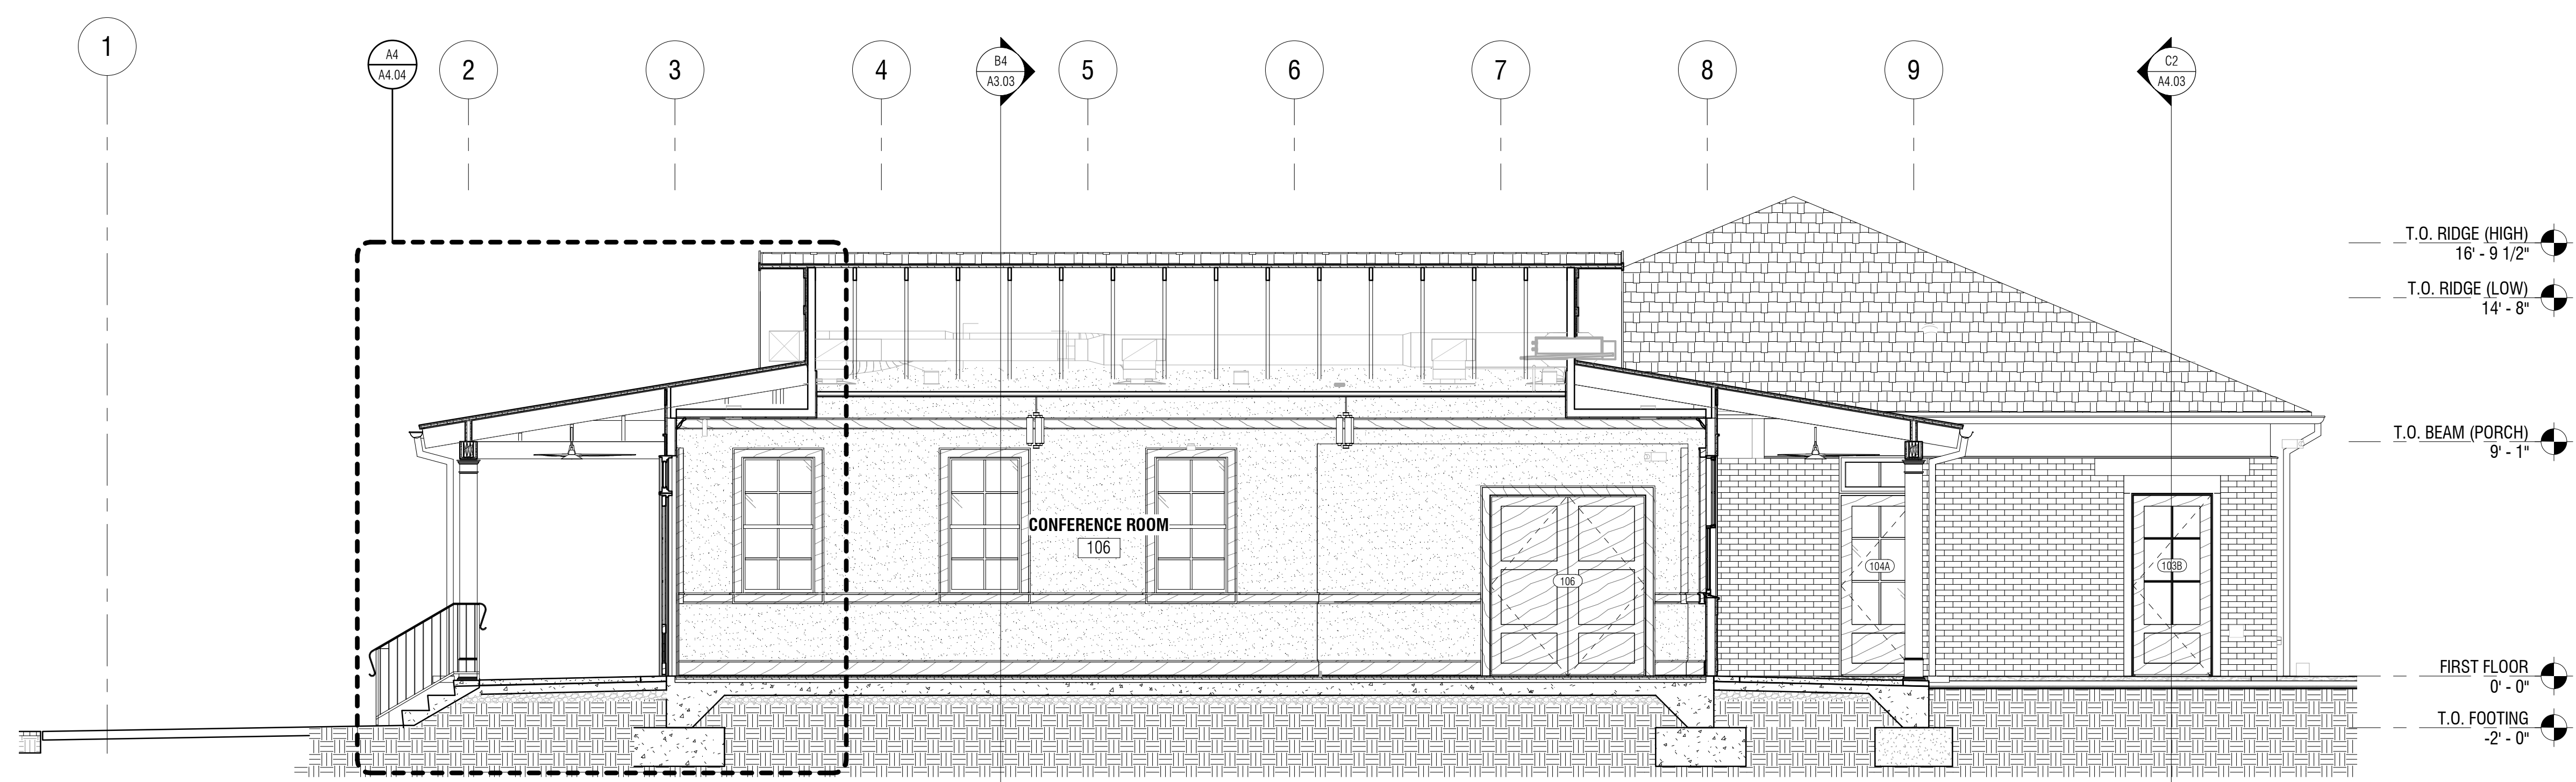 1
A4
A4.04
2
3
4
B4
A3.03
5
6
7
8
9
C2
A4.03
T.O. RIDGE (HIGH)
16' - 9 1/2"
T.O. RIDGE (LOW)
14' - 8"
T.O. BEAM (PORCH)
9' - 1"
CONFERENCE ROOM
106
106
104A
103B
FIRST FLOOR
0' - 0"
T.O. FOOTING
-2' - 0"